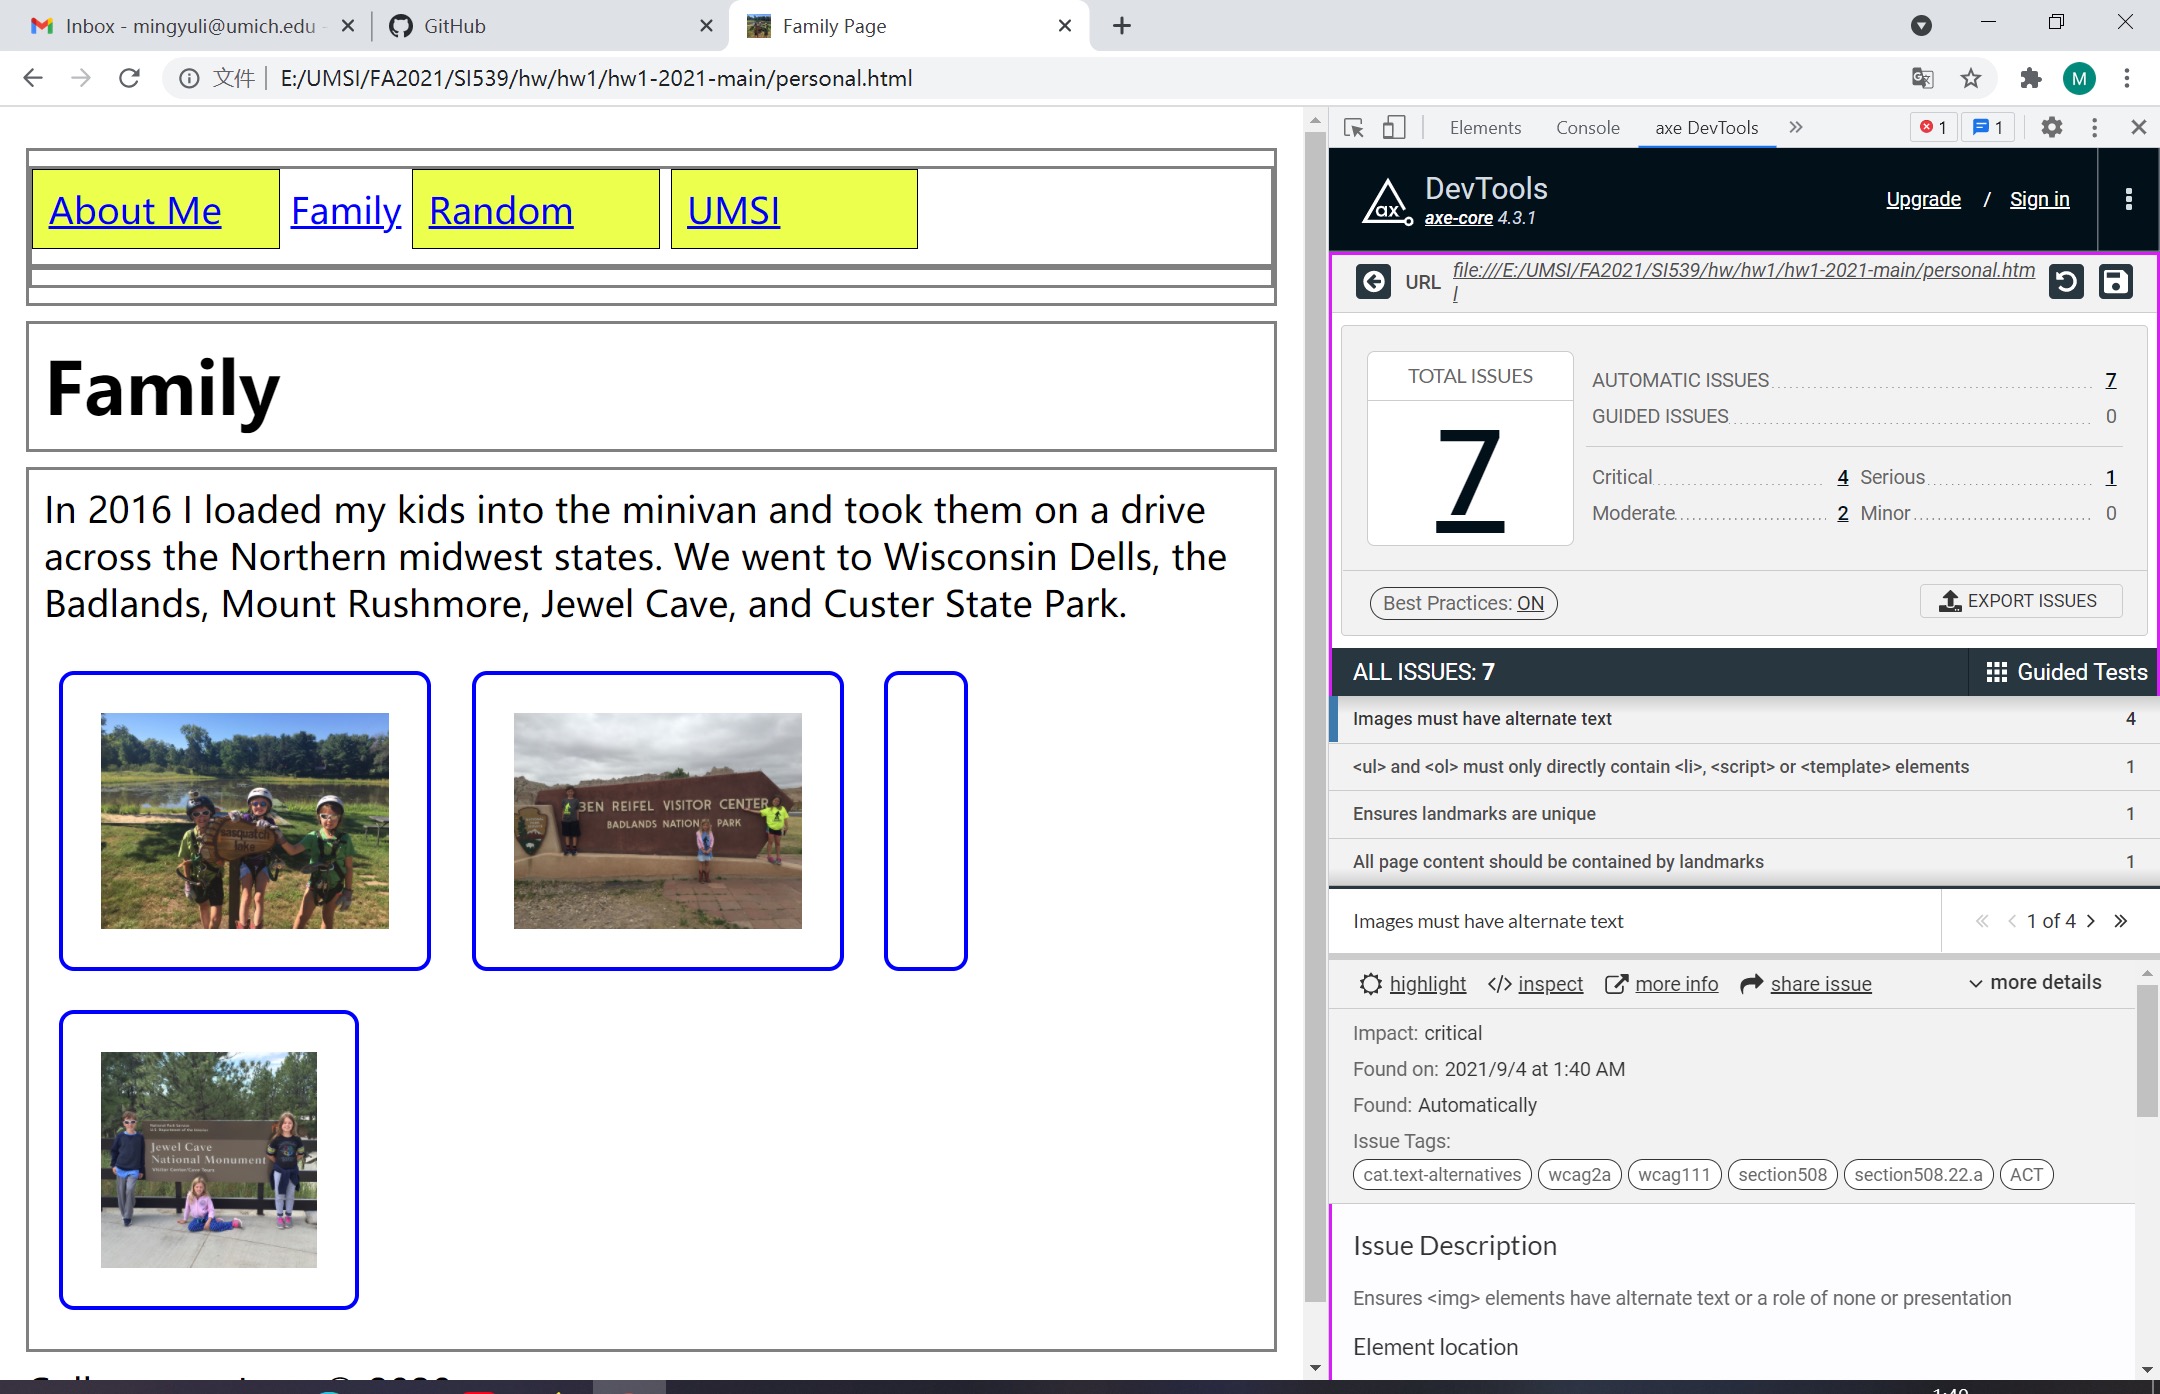 Inbox - mingyuli@umich.edu -
GitHub
Family Page
文件
E:/UMSI/FA2021/SI539/hw/hw1/hw1-2021-main/personal.html
M
About Me
Family
Random
UMSI
Family
In 2016 I loaded my kids into the minivan and took them on a drive
across the Northern midwest states. We went to Wisconsin Dells, the
Badlands, Mount Rushmore, Jewel Cave, and Custer State Park.
sasquatch
lake
BEN REIFEL VISITOR CENTER
BADLANDS NATIONAL PARK
Jewel Cave
National Monument
Elements
Console
axe DevTools
1
1
ax
DevTools
axe-core 4.3.1
Upgrade / Sign in
URL
file:///E:/UMSI/FA2021/SI539/hw/hw1/hw1-2021-main/personal.htm
l
TOTAL ISSUES
7
AUTOMATIC ISSUES 7
GUIDED ISSUES 0
Critical 4 Serious 1
Moderate 2 Minor 0
Best Practices: ON
EXPORT ISSUES
ALL ISSUES: 7
Guided Tests
Images must have alternate text 4
<ul> and <ol> must only directly contain <li>, <script> or <template> elements 1
Ensures landmarks are unique 1
All page content should be contained by landmarks 1
Images must have alternate text
1 of 4
highlight
</> inspect
more info
share issue
more details
Impact: critical
Found on: 2021/9/4 at 1:40 AM
Found: Automatically
Issue Tags:
cat.text-alternatives
wcag2a
wcag111
section508
section508.22.a
ACT
Issue Description
Ensures <img> elements have alternate text or a role of none or presentation
Element location